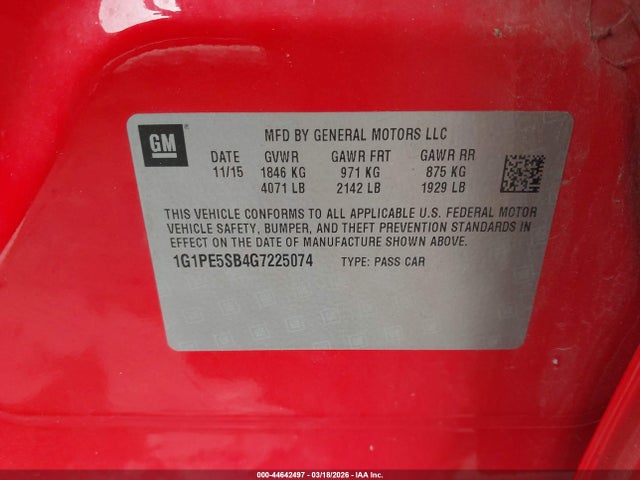 GM
MFD BY GENERAL MOTORS LLC
DATE GVWR GAWR FRT GAWR RR
11/15 1846 KG 971 KG 875 KG
4071 LB 2142 LB 1929 LB
THIS VEHICLE CONFORMS TO ALL APPLICABLE U.S. FEDERAL MOTOR
VEHICLE SAFETY, BUMPER, AND THEFT PREVENTION STANDARDS IN
EFFECT ON THE DATE OF MANUFACTURE SHOWN ABOVE.
1G1PE5SB4G7225074 TYPE: PASS CAR
000-44642497 - 03/18/2026 - IAA Inc.